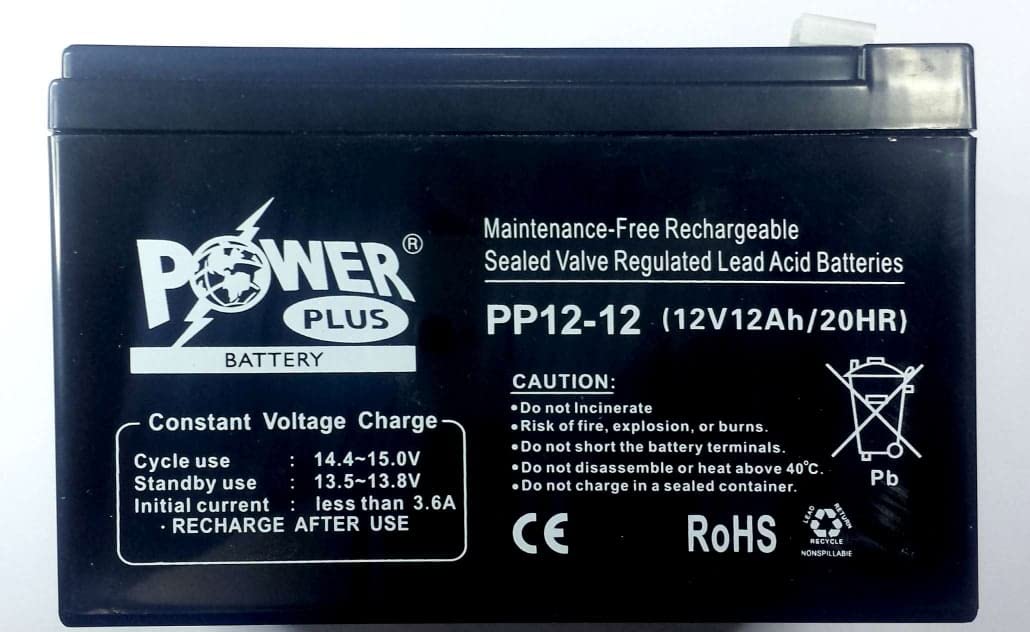 POWER®
PLUS
BATTERY
Maintenance-Free Rechargeable
Sealed Valve Regulated Lead Acid Batteries
PP12-12 (12V12Ah/20HR)
Constant Voltage Charge
Cycle use : 14.4~15.0V
Standby use : 13.5~13.8V
Initial current : less than 3.6A
· RECHARGE AFTER USE
CAUTION:
•Do not Incinerate
•Risk of fire, explosion, or burns.
•Do not short the battery terminals.
•Do not disassemble or heat above 40°C.
•Do not charge in a sealed container.
Pb
CE
RoHS
LEAD RETURN
RECYCLE
NONSPILLABLE